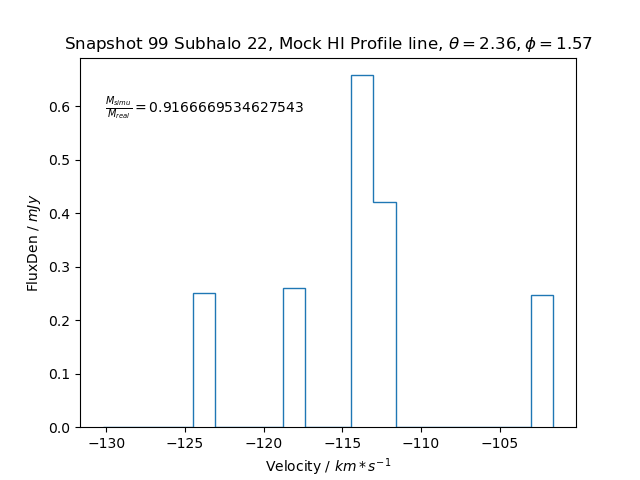 Snapshot 99 Subhalo 22, Mock HI Profile line, θ = 2.36, ϕ = 1.57
M_simu/M_real = 0.9166669534627543
FluxDen / mJy
0.6
0.5
0.4
0.3
0.2
0.1
0.0
−130 −125 −120 −115 −110 −105
Velocity / km * s⁻¹